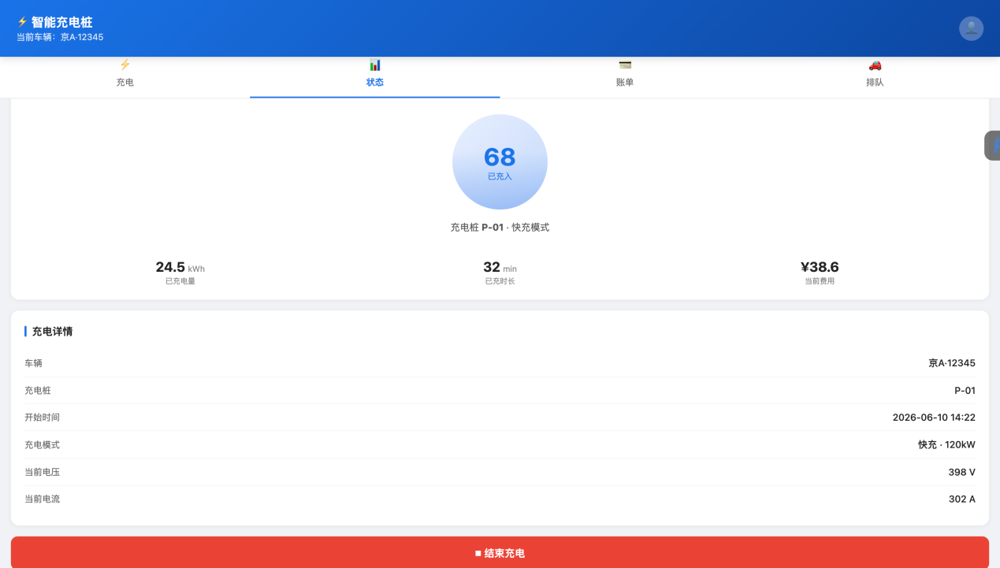 ⚡ 智能充电桩
当前车辆：京A·12345
充电
状态
账单
排队
68
已充入
充电桩 P-01 · 快充模式
24.5 kWh
已充电量
32 min
已充时长
¥38.6
当前费用
充电详情
车辆 京A·12345
充电桩 P-01
开始时间 2026-06-10 14:22
充电模式 快充 · 120kW
当前电压 398 V
当前电流 302 A
■ 结束充电